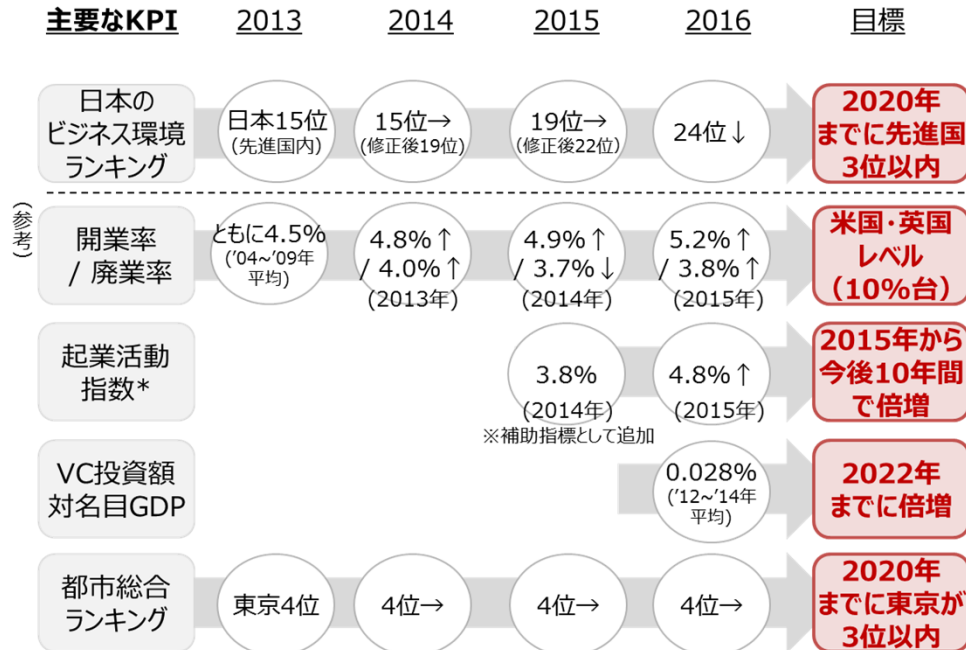 主要なKPI 2013 2014 2015 2016 目標
日本の
ビジネス環境
ランキング
日本15位
(先進国内)
15位→
(修正後19位)
19位→
(修正後22位)
24位↓
2020年
までに先進国
3位以内
(参考)
開業率
/ 廃業率
ともに4.5%
('04~'09年
平均)
4.8%↑
/ 4.0%↑
(2013年)
4.9%↑
/ 3.7%↓
(2014年)
5.2%↑
/ 3.8%↑
(2015年)
米国・英国
レベル
(10%台)
起業活動
指数*
3.8%
(2014年)
※補助指標として追加
4.8%↑
(2015年)
2015年から
今後10年間
で倍増
VC投資額
対名目GDP
0.028%
('12~'14年
平均)
2022年
までに倍増
都市総合
ランキング
東京4位
4位→
4位→
4位→
2020年
までに東京が
3位以内